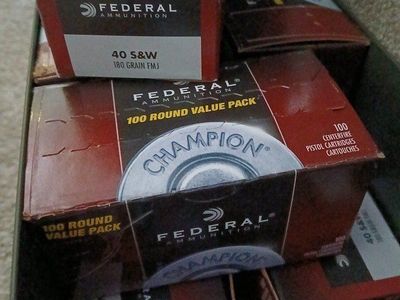 FEDERAL
AMMUNITION
40 S&W
180 GRAIN FMJ
FEDERAL
AMMUNITION
100 ROUND VALUE PACK
CHAMPION
100
CENTERFIRE
PISTOL CARTRIDGES
CARTOUCHES
100 ROUND
VALUE PACK
FEDERAL
AMMUNITION
CHAMPION
40 S&W